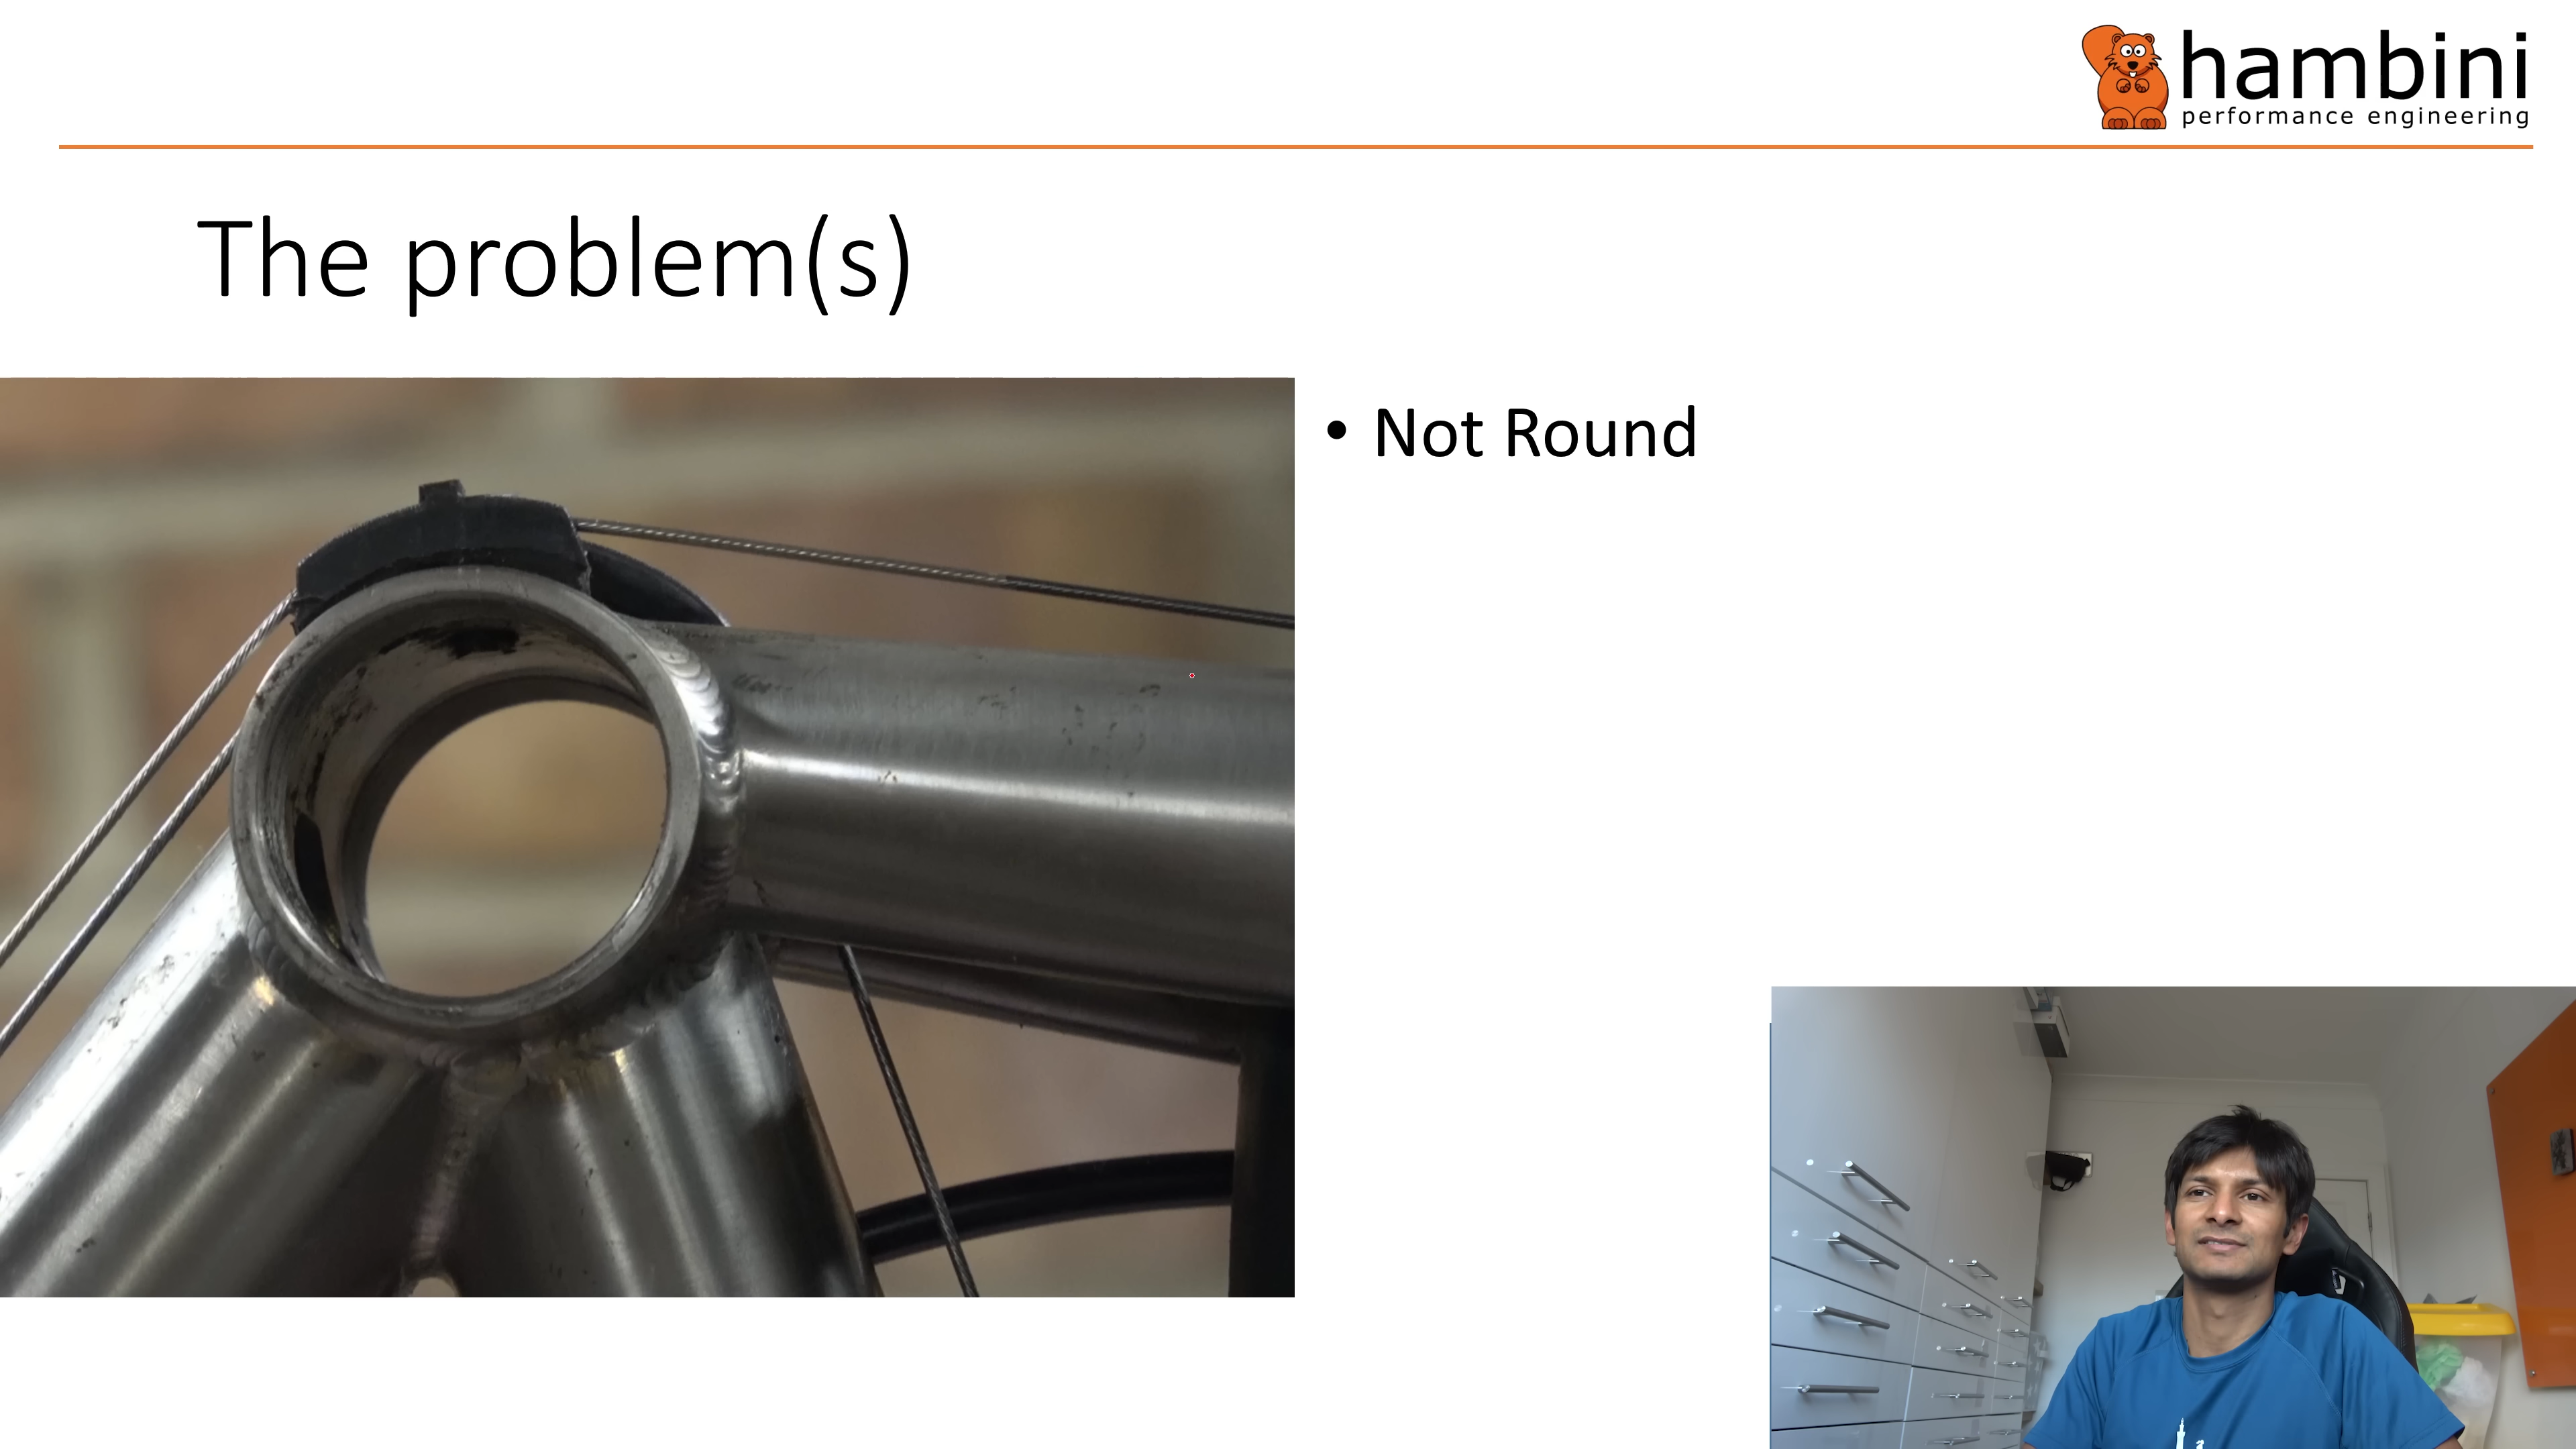 hambini
performance engineering
The problem(s)
• Not Round